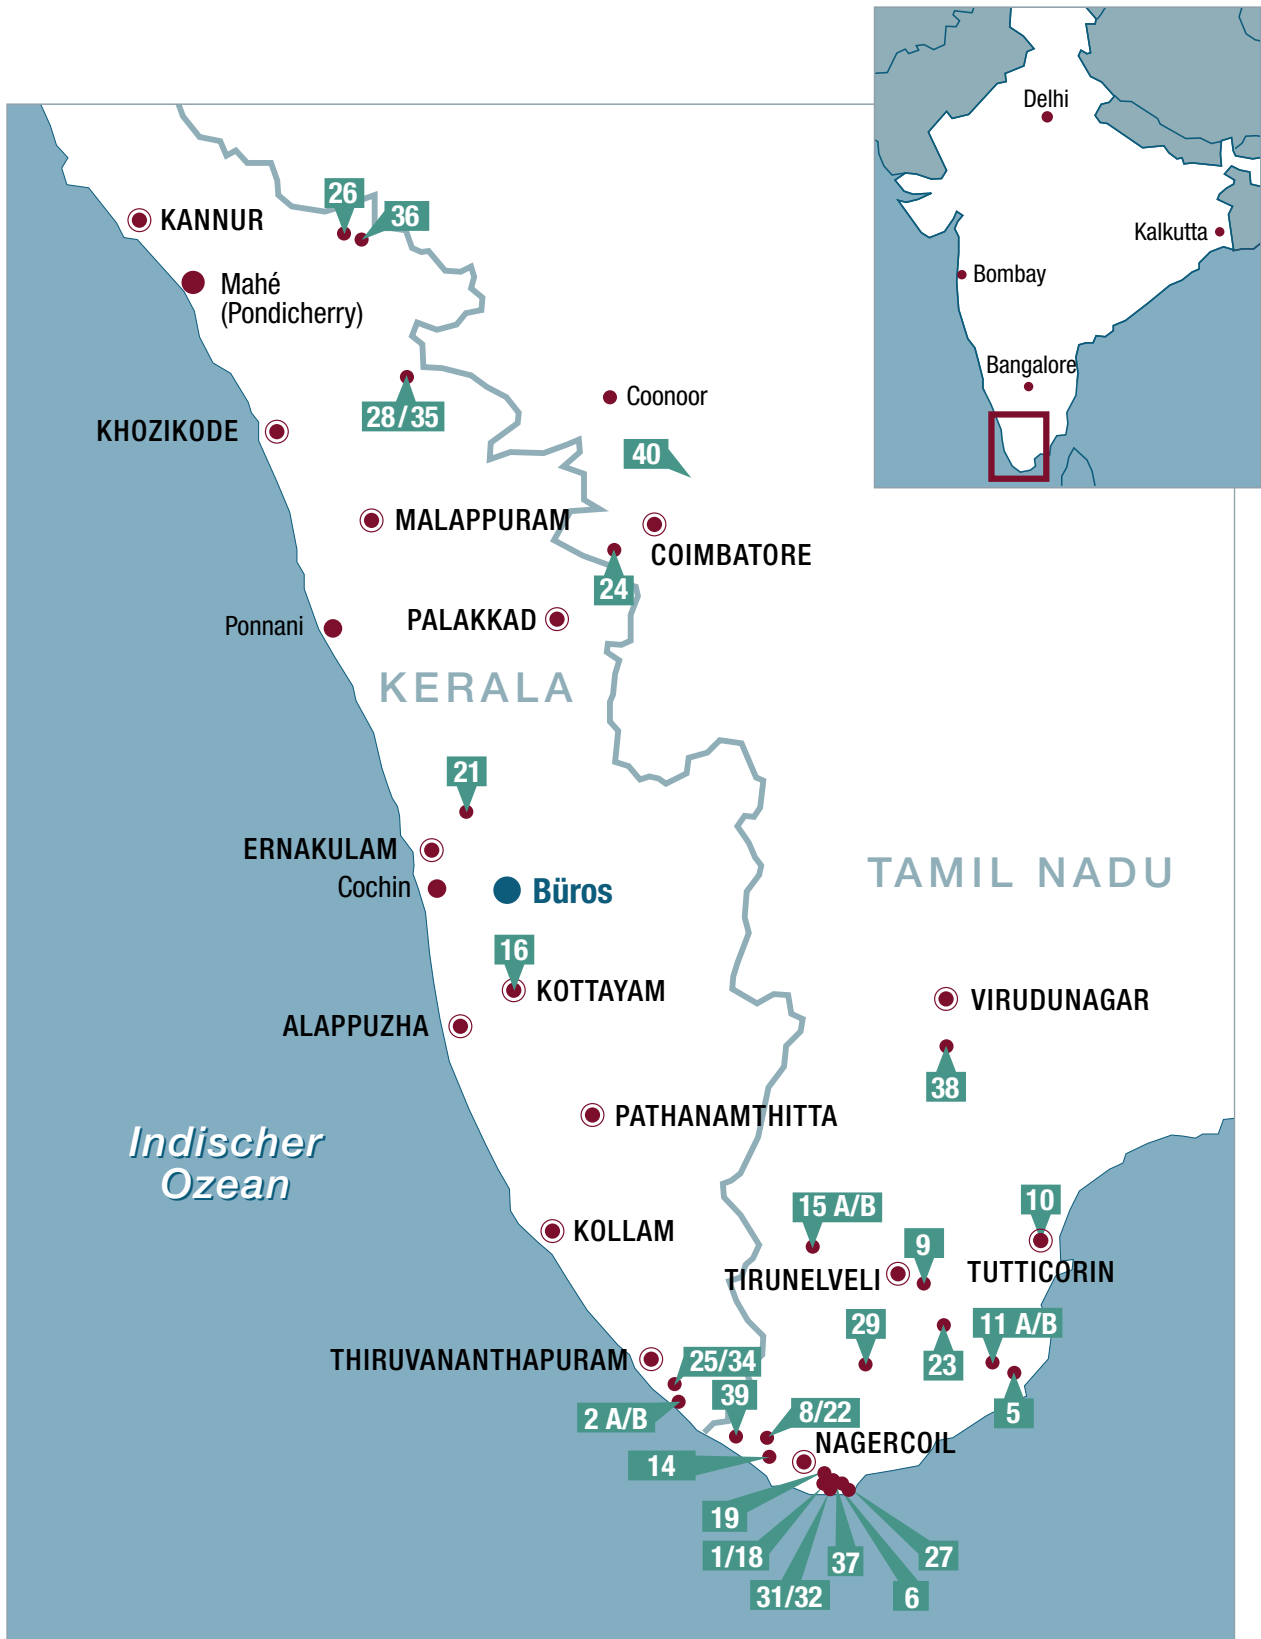 Delhi
Kalkutta
Bombay
Bangalore
26
36
KANNUR
Mahé
(Pondicherry)
28/35
Coonoor
KHOZIKODE
40
MALAPPURAM
COIMBATORE
24
PALAKKAD
Ponnani
KERALA
21
ERNAKULAM
TAMIL NADU
Cochin
Büros
16
KOTTAYAM
VIRUDUNAGAR
ALAPPUZHA
38
PATHANAMTHITTA
Indischer
Ozean
15 A/B
10
KOLLAM
9
TIRUNELVELI
TUTTICORIN
29
11 A/B
THIRUVANANTHAPURAM
25/34
23
39
2 A/B
8/22
5
NAGERCOIL
14
19
1/18
37
27
31/32
6